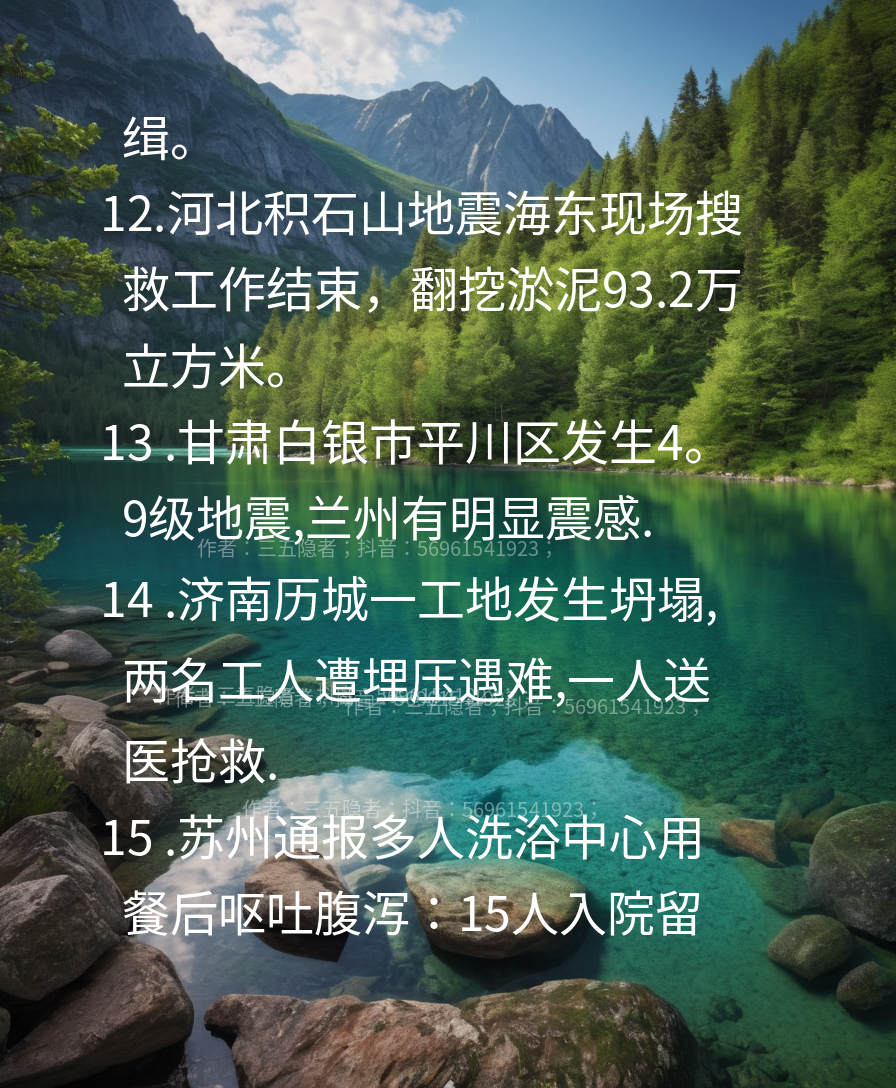 缉。
12.河北积石山地震海东现场搜
救工作结束，翻挖淤泥93.2万
立方米。
13 .甘肃白银市平川区发生4。
9级地震,兰州有明显震感.
作者：三五隐者；抖音：56961541923；
14 .济南历城一工地发生坍塌,
两名工人遭埋压遇难,一人送
作者：三五隐者；抖音：56961541923；
医抢救.
作者：三五隐者；抖音：56961541923；
15 .苏州通报多人洗浴中心用
餐后呕吐腹泻：15人入院留